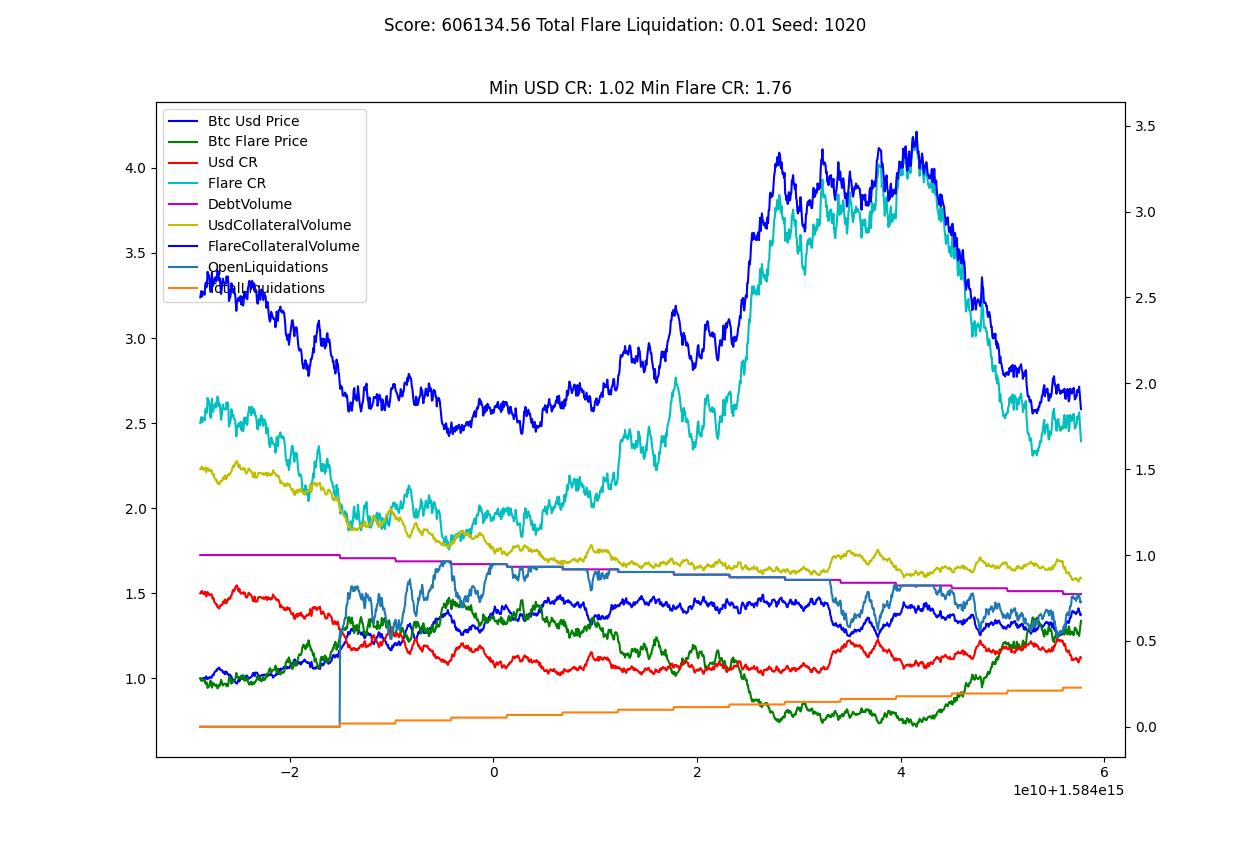 Score: 606134.56 Total Flare Liquidation: 0.01 Seed: 1020
Min USD CR: 1.02 Min Flare CR: 1.76
Btc Usd Price
Btc Flare Price
Usd CR
Flare CR
DebtVolume
UsdCollateralVolume
FlareCollateralVolume
OpenLiquidations
TotalLiquidations
4.0
3.5
3.0
2.5
2.0
1.5
1.0
3.5
3.0
2.5
2.0
1.5
1.0
0.5
0.0
−2
0
2
4
6
1e10+1.584e15